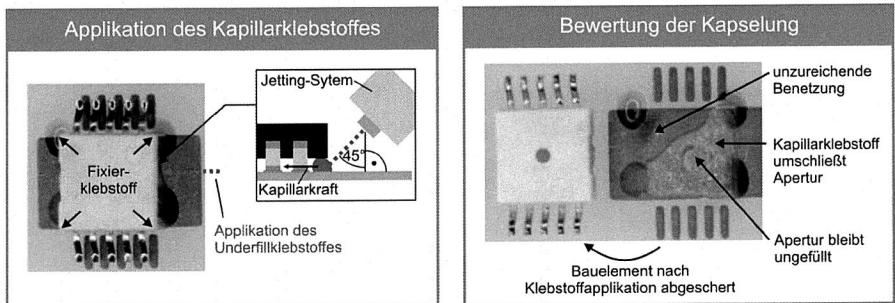 Applikation des Kapillarklebstoffes
Jetting-Sytem
45°
Kapillarkraft
Fixier-
klebstoff
Applikation des
Underfillklebstoffes
Bewertung der Kapselung
unzureichende
Benetzung
Kapillarklebstoff
umschließt
Apertur
Apertur bleibt
ungefüllt
Bauelement nach
Klebstoffapplikation abgeschert